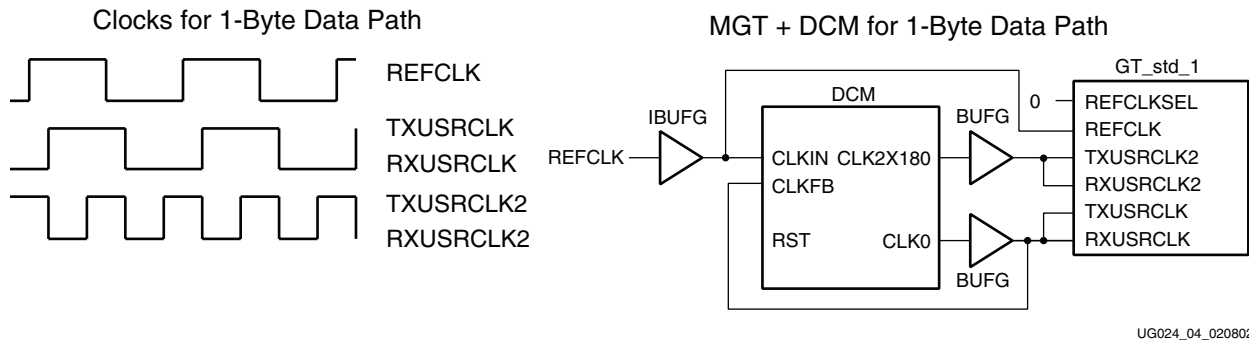 Clocks for 1-Byte Data Path
REFCLK
TXUSRCLK
RXUSRCLK
TXUSRCLK2
RXUSRCLK2
MGT + DCM for 1-Byte Data Path
GT_std_1
0
REFCLKSEL
REFCLK
TXUSRCLK2
RXUSRCLK2
TXUSRCLK
RXUSRCLK
DCM
IBUFG
BUFG
REFCLK
CLKIN
CLK2X180
CLKFB
RST
CLK0
BUFG
UG024_04_020802